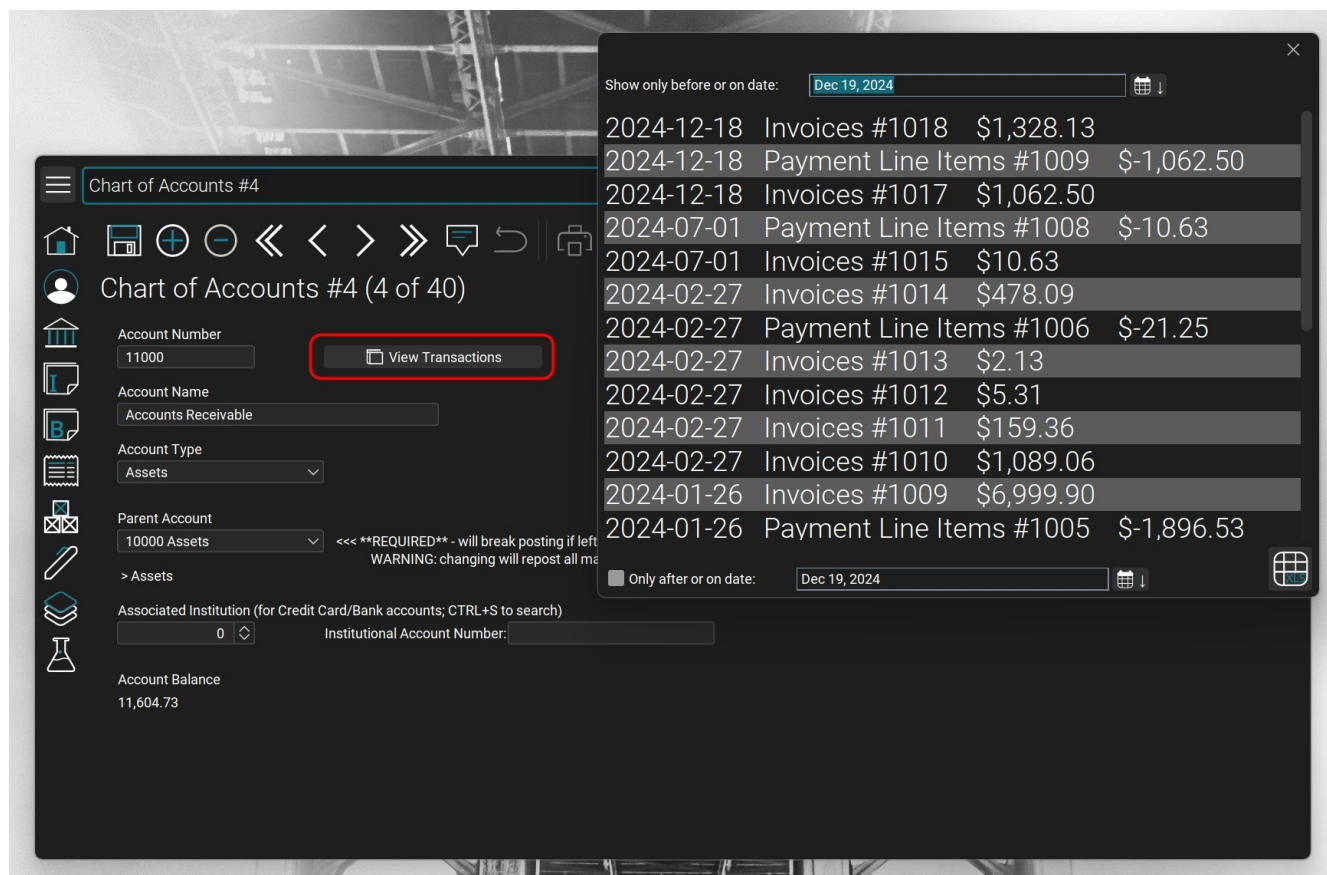 Show only before or on date:
Dec 19, 2024
2024-12-18 Invoices #1018 $1,328.13
2024-12-18 Payment Line Items #1009 $-1,062.50
2024-12-18 Invoices #1017 $1,062.50
2024-07-01 Payment Line Items #1008 $-10.63
2024-07-01 Invoices #1015 $10.63
2024-02-27 Invoices #1014 $478.09
2024-02-27 Payment Line Items #1006 $-21.25
2024-02-27 Invoices #1013 $2.13
2024-02-27 Invoices #1012 $5.31
2024-02-27 Invoices #1011 $159.36
2024-02-27 Invoices #1010 $1,089.06
2024-01-26 Invoices #1009 $6,999.90
2024-01-26 Payment Line Items #1005 $-1,896.53
Only after or on date:
Dec 19, 2024
XLS
Chart of Accounts #4
Chart of Accounts #4 (4 of 40)
Account Number
11000
View Transactions
Account Name
Accounts Receivable
Account Type
Assets
Parent Account
10000 Assets
<<< **REQUIRED** - will break posting if left
WARNING: changing will repost all ma
> Assets
Associated Institution (for Credit Card/Bank accounts; CTRL+S to search)
0
Institutional Account Number:
Account Balance
11,604.73
I
B